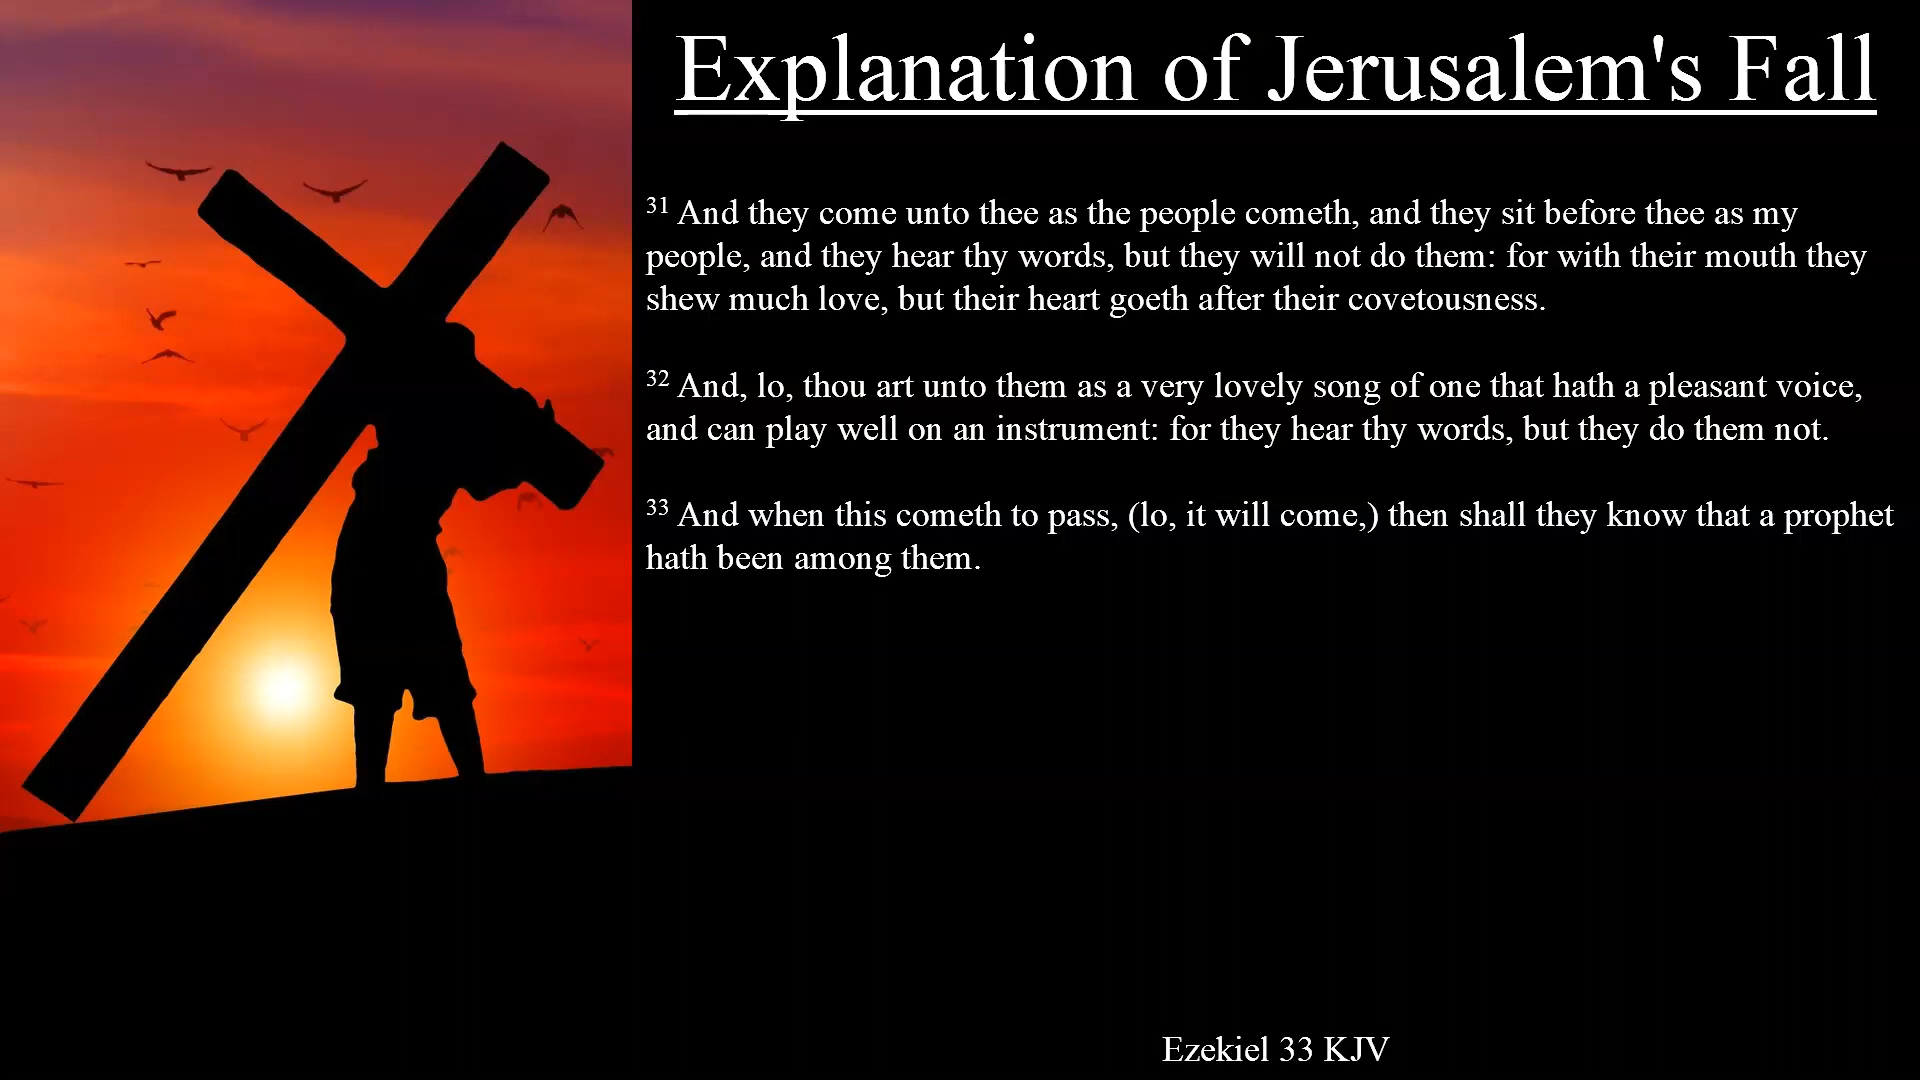 Explanation of Jerusalem's Fall
31 And they come unto thee as the people cometh, and they sit before thee as my
people, and they hear thy words, but they will not do them: for with their mouth they
shew much love, but their heart goeth after their covetousness.
32 And, lo, thou art unto them as a very lovely song of one that hath a pleasant voice,
and can play well on an instrument: for they hear thy words, but they do them not.
33 And when this cometh to pass, (lo, it will come,) then shall they know that a prophet
hath been among them.
Ezekiel 33 KJV